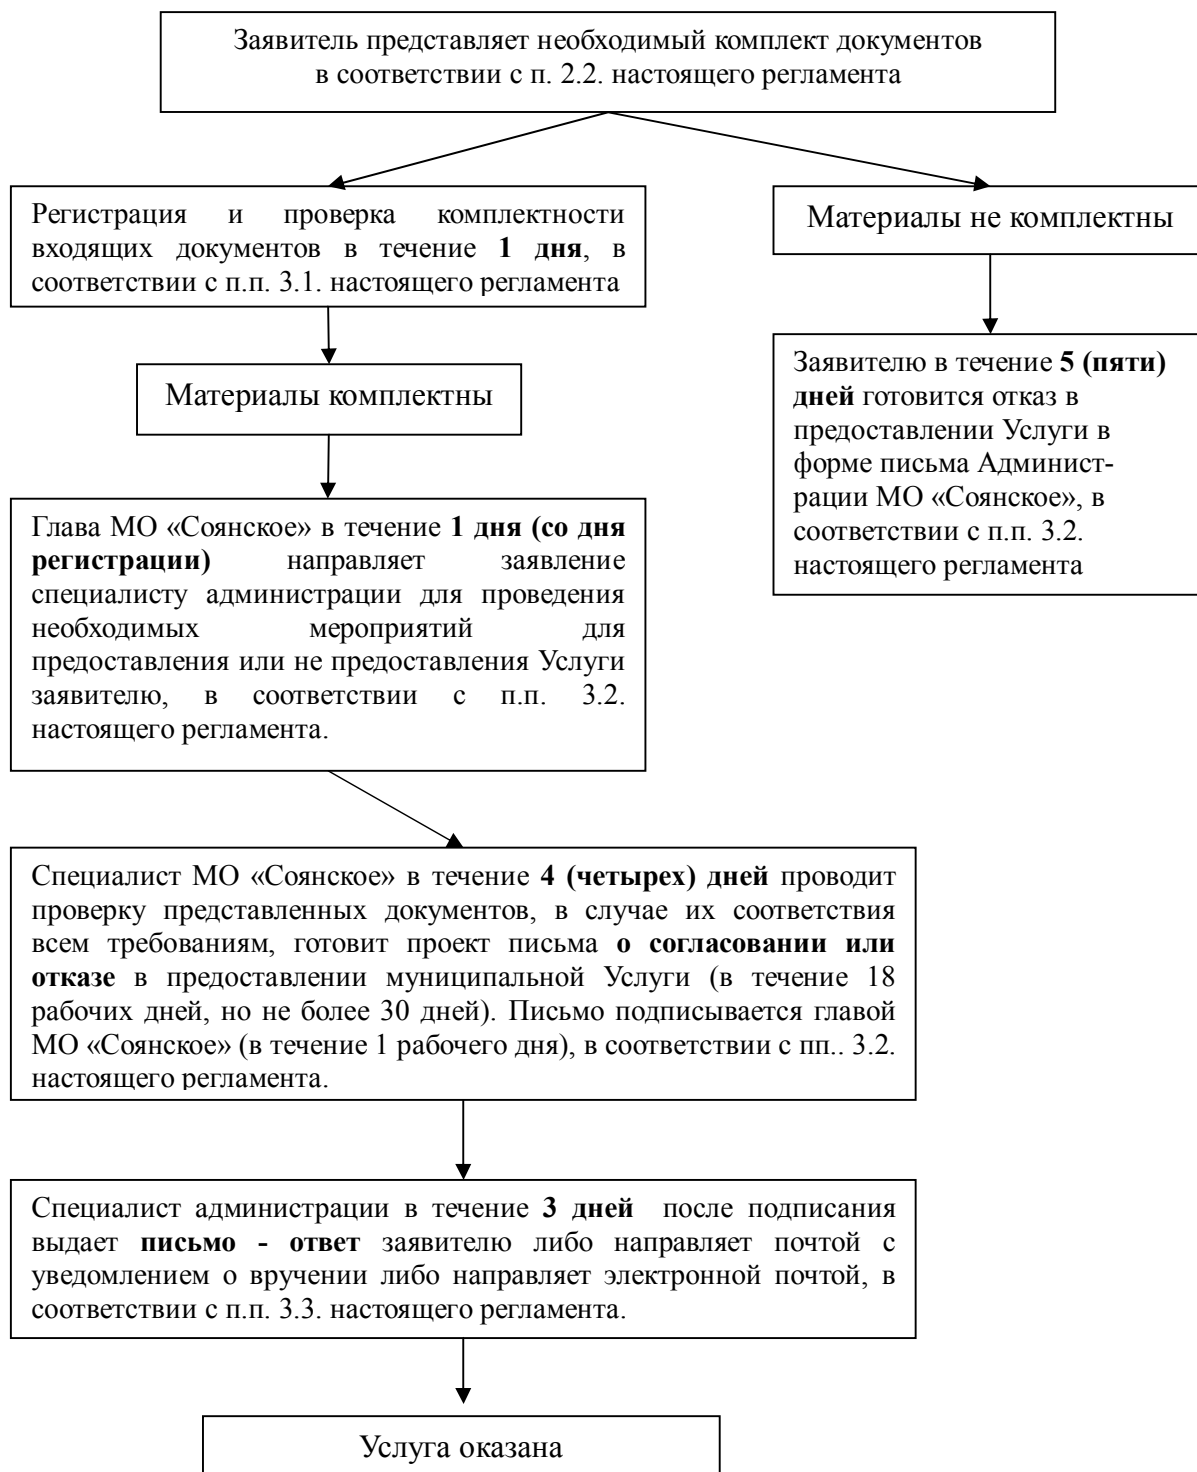 Заявитель представляет необходимый комплект документов
в соответствии с п. 2.2. настоящего регламента
Регистрация и проверка комплектности
входящих документов в течение 1 дня, в
соответствии с п.п. 3.1. настоящего регламента
Материалы не комплектны
Материалы комплектны
Заявителю в течение 5 (пяти)
дней готовится отказ в
предоставлении Услуги в
форме письма Админист-
рации МО «Соянское», в
соответствии с п.п. 3.2.
настоящего регламента
Глава МО «Соянское» в течение 1 дня (со дня
регистрации) направляет заявление
специалисту администрации для проведения
необходимых мероприятий для
предоставления или не предоставления Услуги
заявителю, в соответствии с п.п. 3.2.
настоящего регламента.
Специалист МО «Соянское» в течение 4 (четырех) дней проводит
проверку представленных документов, в случае их соответствия
всем требованиям, готовит проект письма о согласовании или
отказе в предоставлении муниципальной Услуги (в течение 18
рабочих дней, но не более 30 дней). Письмо подписывается главой
МО «Соянское» (в течение 1 рабочего дня), в соответствии с пп.. 3.2.
настоящего регламента.
Специалист администрации в течение 3 дней после подписания
выдает письмо - ответ заявителю либо направляет почтой с
уведомлением о вручении либо направляет электронной почтой, в
соответствии с п.п. 3.3. настоящего регламента.
Услуга оказана